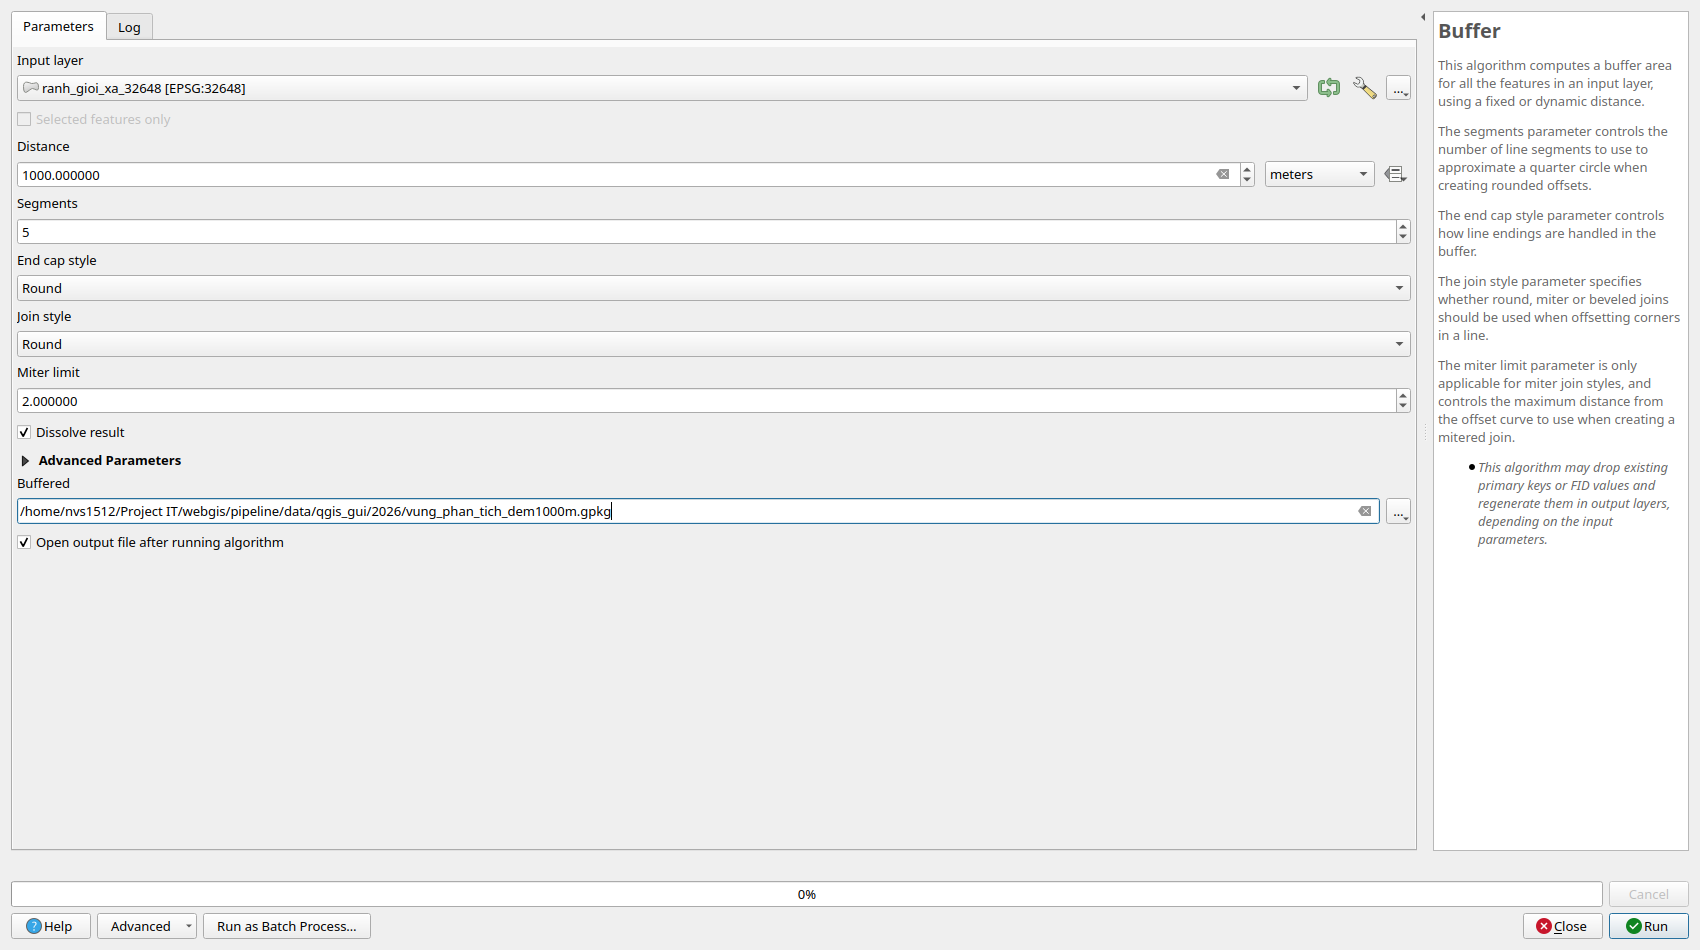 Parameters
Log
Input layer
ranh_gioi_xa_32648 [EPSG:32648]
...
Selected features only
Distance
1000.000000
meters
Segments
5
End cap style
Round
Join style
Round
Miter limit
2.000000
Dissolve result
Advanced Parameters
Buffered
/home/nvs1512/Project IT/webgis/pipeline/data/qgis_gui/2026/vung_phan_tich_dem1000m.gpkg
...
Open output file after running algorithm
Buffer
This algorithm computes a buffer area
for all the features in an input layer,
using a fixed or dynamic distance.
The segments parameter controls the
number of line segments to use to
approximate a quarter circle when
creating rounded offsets.
The end cap style parameter controls
how line endings are handled in the
buffer.
The join style parameter specifies
whether round, miter or beveled joins
should be used when offsetting corners
in a line.
The miter limit parameter is only
applicable for miter join styles, and
controls the maximum distance from
the offset curve to use when creating a
mitered join.
This algorithm may drop existing
primary keys or FID values and
regenerate them in output layers,
depending on the input
parameters.
0%
Cancel
Help
Advanced
Run as Batch Process...
Close
Run